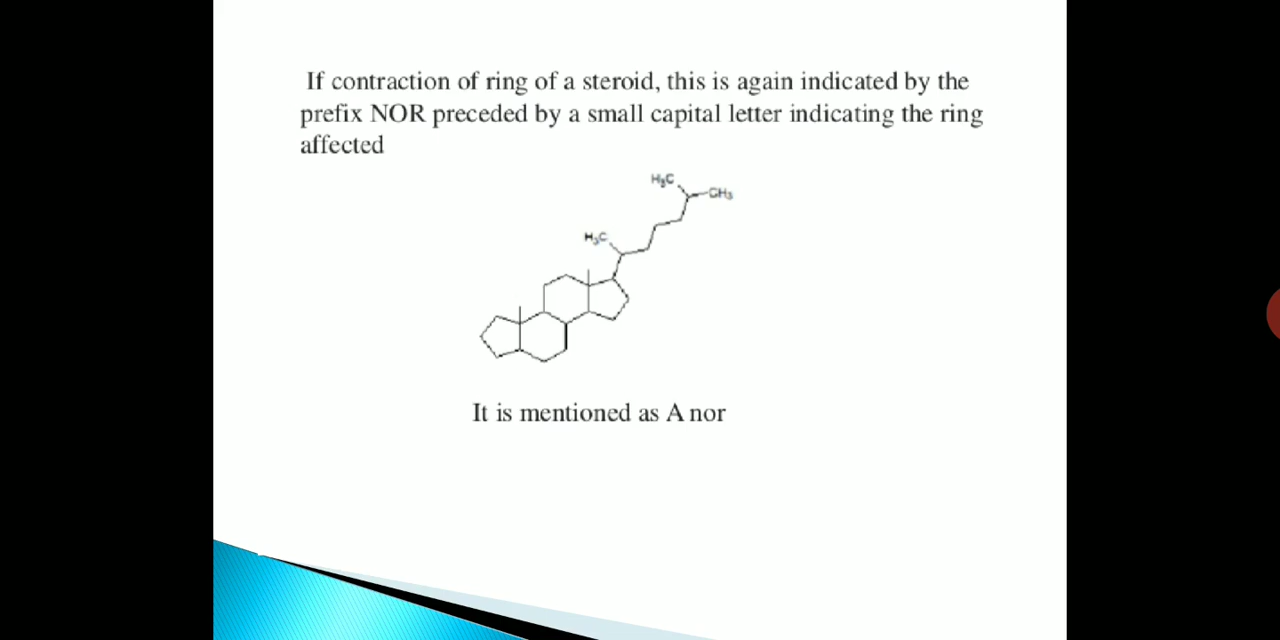 If contraction of ring of a steroid, this is again indicated by the
prefix NOR preceded by a small capital letter indicating the ring
affected
H₃C
CH₃
H₃C
It is mentioned as A nor